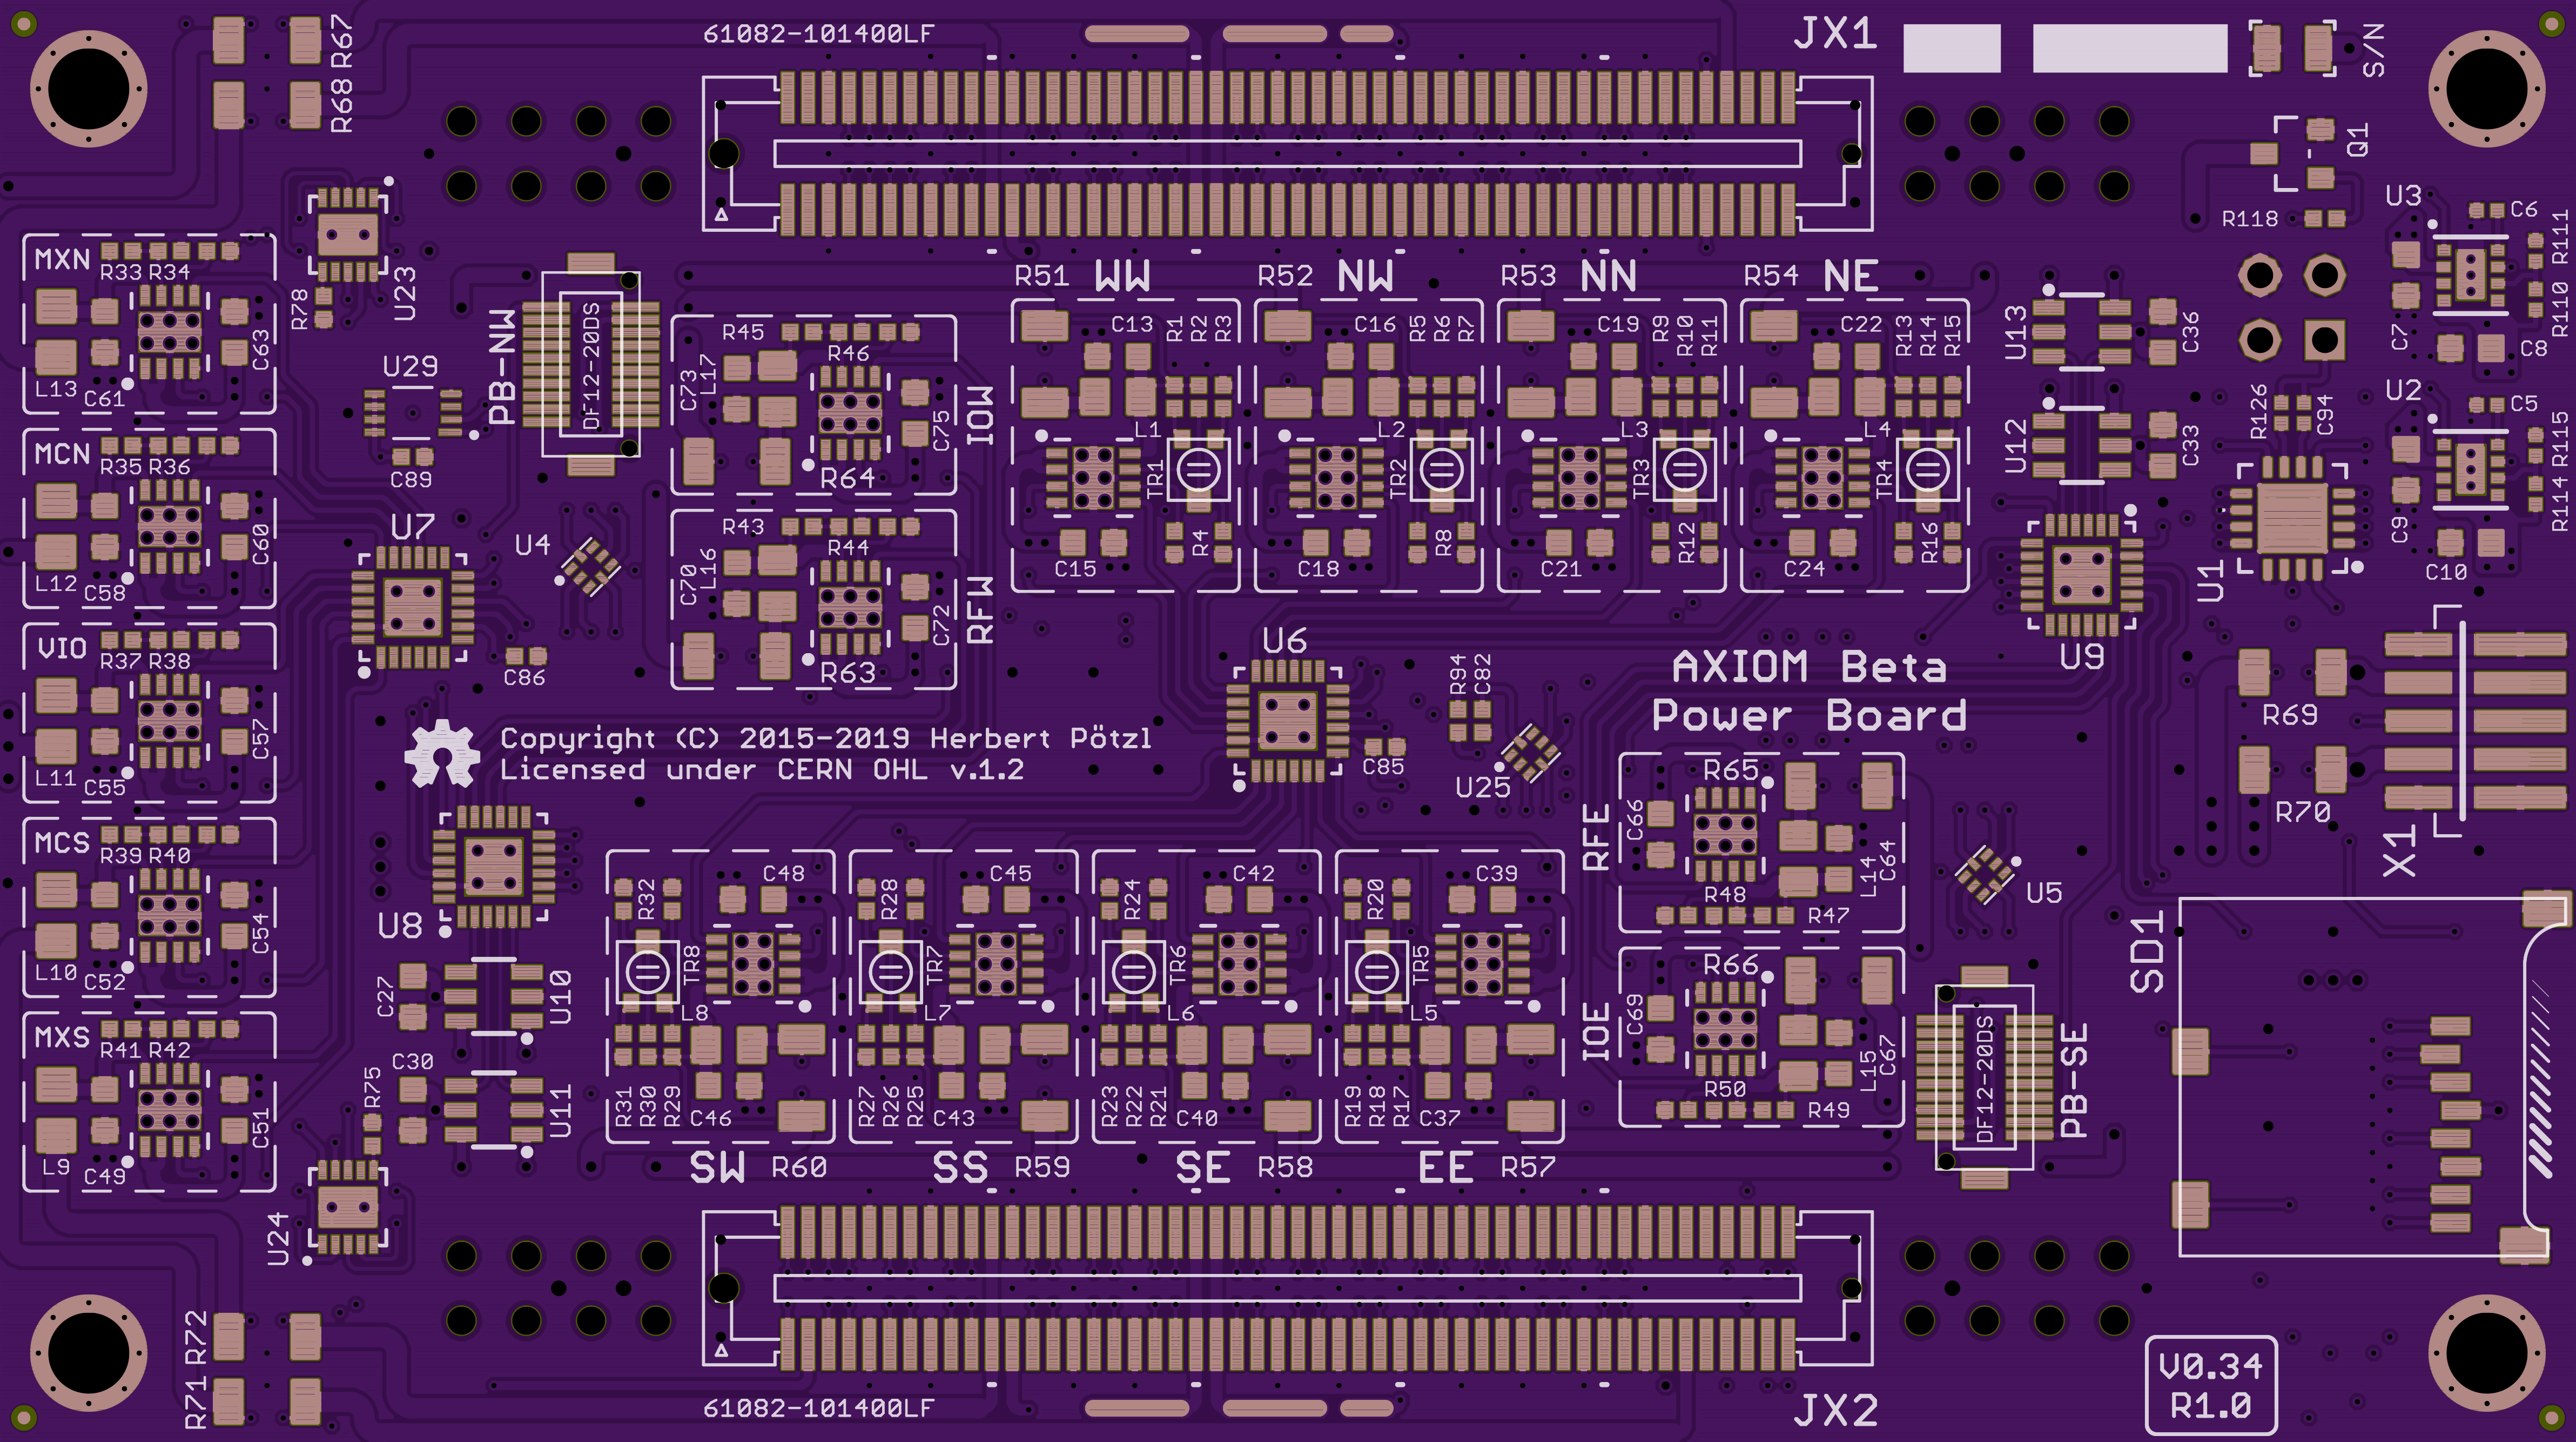 R67
61082-101400LF
JX1
S/N
R68
Q1
U3
C6
R111
R118
MXN
R33 R34
U23
R78
C63
L13
C61
PB-NW
DF12-20DS
U29
C89
R45
R46
C73
L17
C75
R64
IOW
R51 WW
C13
R1
R2
R3
L1
TR1
R4
C15
R52 NW
C16
R5
R6
R7
L2
TR2
R8
C18
R53 NN
C19
R9
R10
R11
L3
TR3
R12
C21
R54 NE
C22
R13
R14
R15
L4
TR4
R16
C24
U13
C36
U12
C33
R110
C7
C8
U2
C5
R115
R126
C94
R114
C9
C10
U1
MCN
R35 R36
C60
L12
C58
U7
U4
R43
R44
C70
L16
C72
R63
RFW
C86
U9
U6
R94
C82
C85
U25
AXIOM Beta
Power Board
R69
R70
X1
VIO
R37 R38
C57
L11
C55
Copyright (C) 2015-2019 Herbert Pötzl
Licensed under CERN OHL v.1.2
MCS
R39 R40
C54
L10
C52
U8
C27
U10
R32
C48
TR8
L8
R31
R30
R29
C46
SW R60
R28
C45
TR7
L7
R27
R26
R25
C43
SS R59
R24
C42
TR6
L6
R23
R22
R21
C40
SE R58
R20
C39
TR5
L5
R19
R18
R17
C37
EE R57
RFE
R65
C66
R48
R47
L14
C64
U5
IOE
R66
C69
R50
R49
L15
C67
DF12-20DS
PB-SE
SD1
MXS
R41 R42
C51
L9
C49
R75
C30
U11
U24
R72
R71
61082-101400LF
JX2
V0.34
R1.0